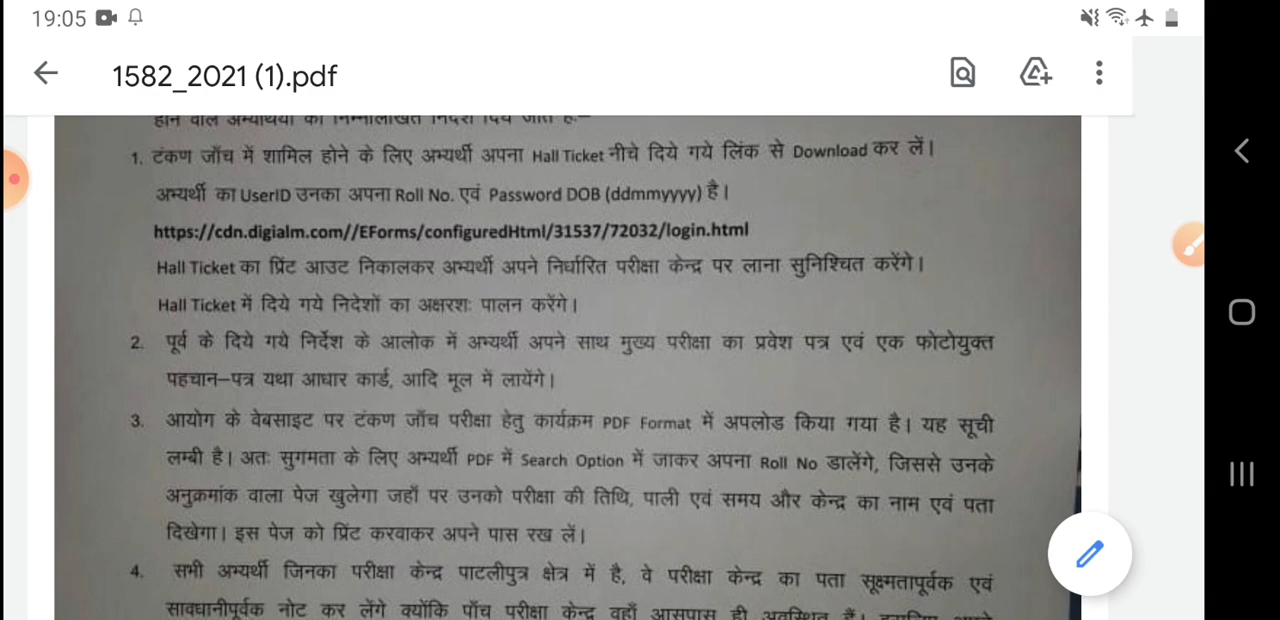 19:05
1582_2021 (1).pdf
होने वाले अभ्यर्थियों को निम्नलिखित निदेश दिये जाते है:-
1. टंकण जाँच में शामिल होने के लिए अभ्यर्थी अपना Hall Ticket नीचे दिये गये लिंक से Download कर लें।
अभ्यर्थी का UserID उनका अपना Roll No. एवं Password DOB (ddmmyyyy) है।
https://cdn.digialm.com//EForms/configuredHtml/31537/72032/login.html
Hall Ticket का प्रिंट आउट निकालकर अभ्यर्थी अपने निर्धारित परीक्षा केन्द्र पर लाना सुनिश्चित करेंगे।
Hall Ticket में दिये गये निदेशों का अक्षरशः पालन करेंगे।
2. पूर्व के दिये गये निर्देश के आलोक में अभ्यर्थी अपने साथ मुख्य परीक्षा का प्रवेश पत्र एवं एक फोटोयुक्त
पहचान–पत्र यथा आधार कार्ड, आदि मूल में लायेंगे।
3. आयोग के वेबसाइट पर टंकण जाँच परीक्षा हेतु कार्यक्रम PDF Format में अपलोड किया गया है। यह सूची
लम्बी है। अतः सुगमता के लिए अभ्यर्थी PDF में Search Option में जाकर अपना Roll No डालेंगे, जिससे उनके
अनुक्रमांक वाला पेज खुलेगा जहाँ पर उनको परीक्षा की तिथि, पाली एवं समय और केन्द्र का नाम एवं पता
दिखेगा। इस पेज को प्रिंट करवाकर अपने पास रख लें।
4. सभी अभ्यर्थी जिनका परीक्षा केन्द्र पाटलीपुत्र क्षेत्र में है, वे परीक्षा केन्द्र का पता सूक्ष्मतापूर्वक एवं
सावधानीपूर्वक नोट कर लेंगे क्योंकि पाँच परीक्षा केन्द्र वहाँ आसपास ही अवस्थित हैं।